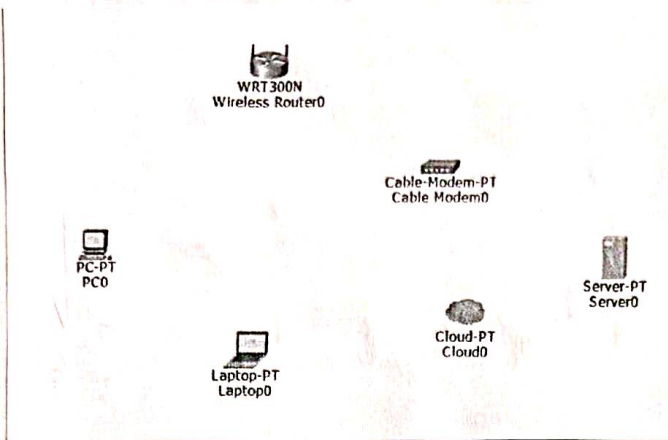 WRT300N
Wireless Router0
Cable-Modem-PT
Cable Modem0
PC-PT
PC0
Server-PT
Server0
Cloud-PT
Cloud0
Laptop-PT
Laptop0